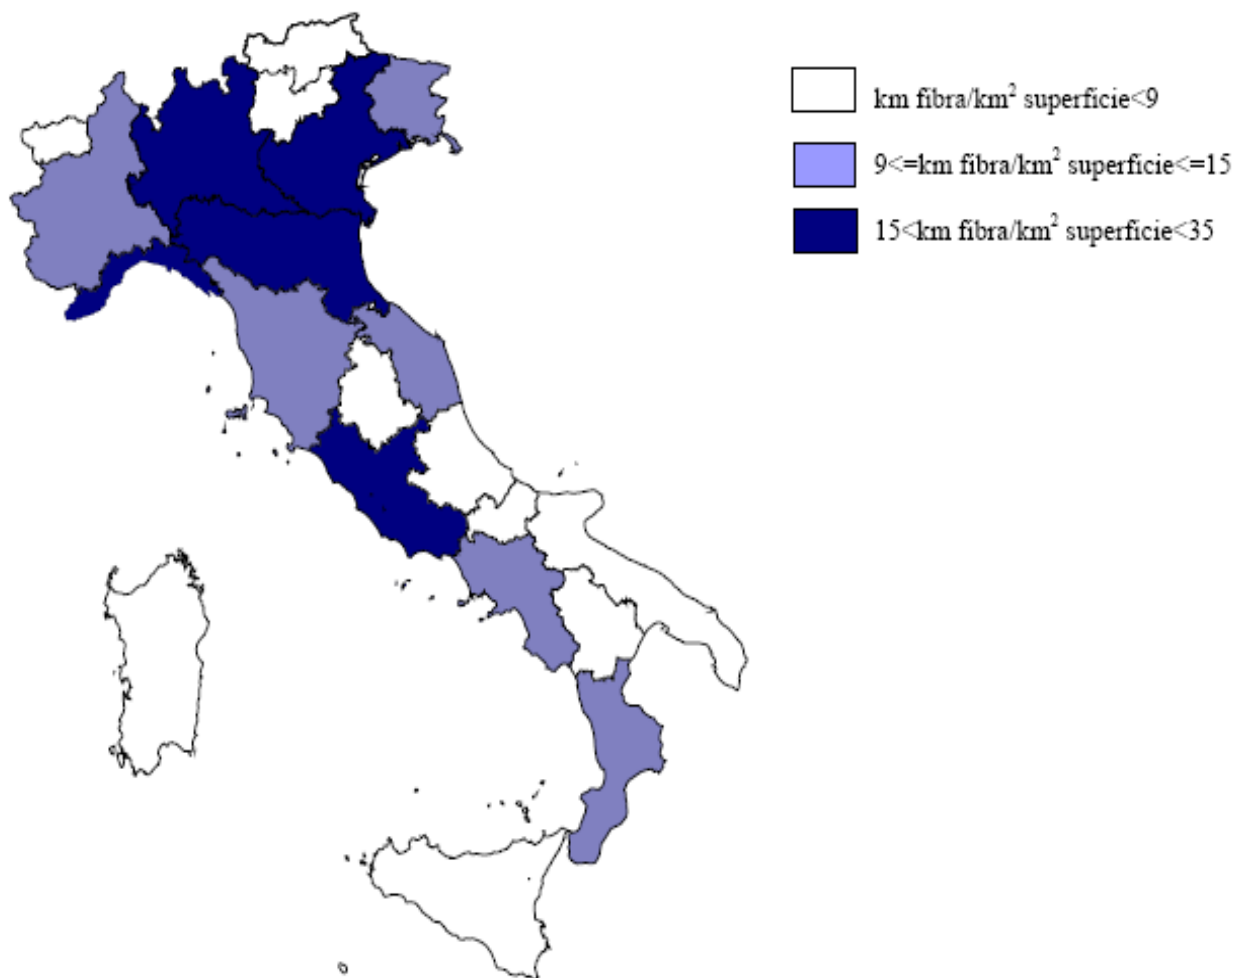 km fibra/km² superficie<9
9<=km fibra/km² superficie<=15
15<km fibra/km² superficie<35